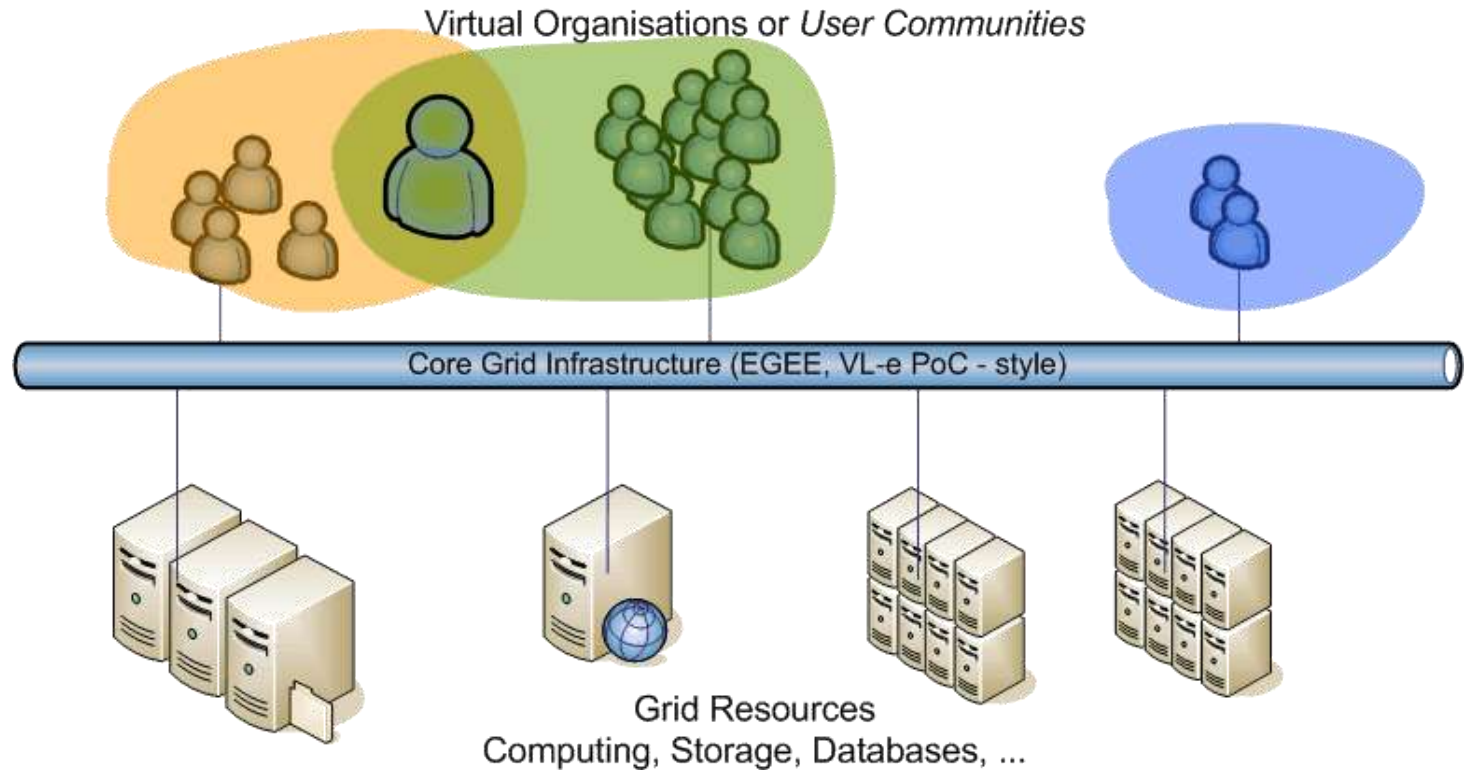 Virtual Organisations or User Communities
Core Grid Infrastructure (EGEE, VL-e PoC - style)
Grid Resources
Computing, Storage, Databases, ...